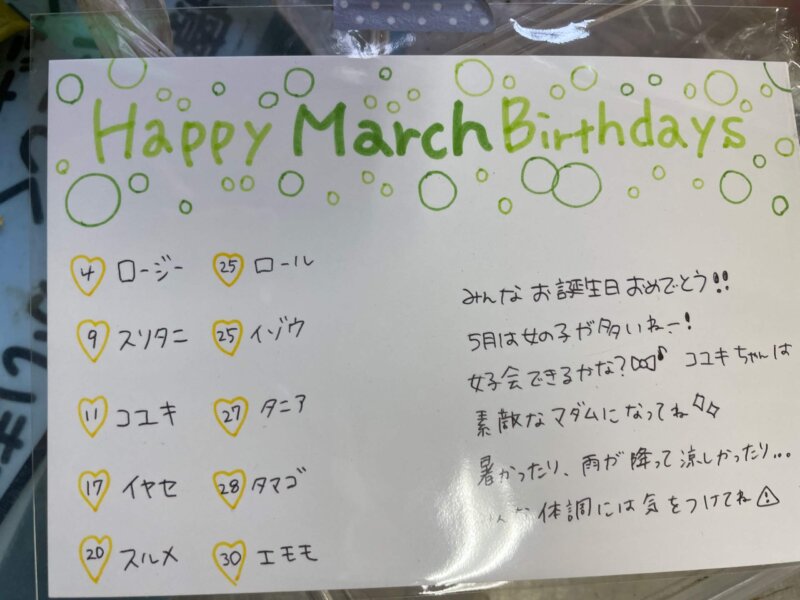 Happy March Birthdays
4 ロージー
9 スリタニ
11 コユキ
17 イヤセ
20 スルメ
25 ロール
25 イゾウ
27 タニア
28 タマゴ
30 エモモ
みんな お誕生日 おめでとう!!
5月は女の子が多いねー!
女子会できるかな? コユキちゃんは
素敵なマダムになってね
暑かったり、雨が降って涼しかったり...
体調には気をつけてね